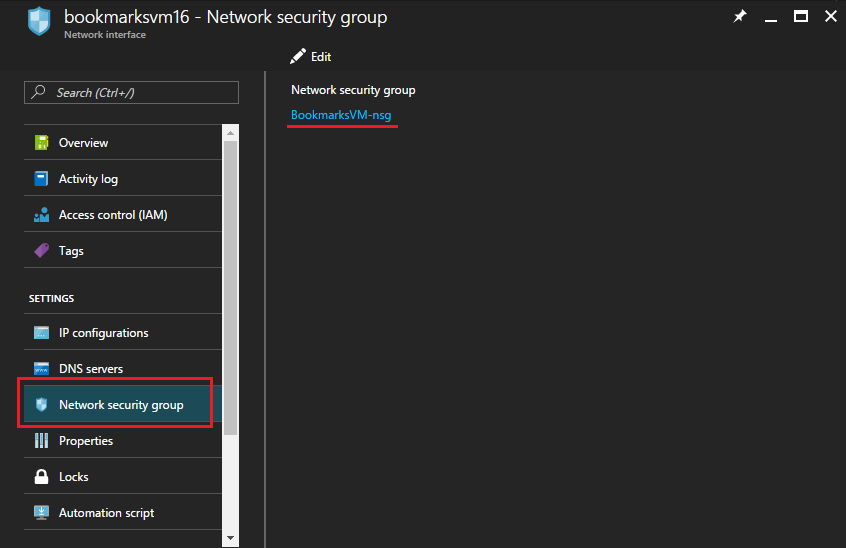 bookmarksvm16 - Network security group
Network interface
Edit
Search (Ctrl+/)
Network security group
BookmarksVM-nsg
Overview
Activity log
Access control (IAM)
Tags
SETTINGS
IP configurations
DNS servers
Network security group
Properties
Locks
Automation script